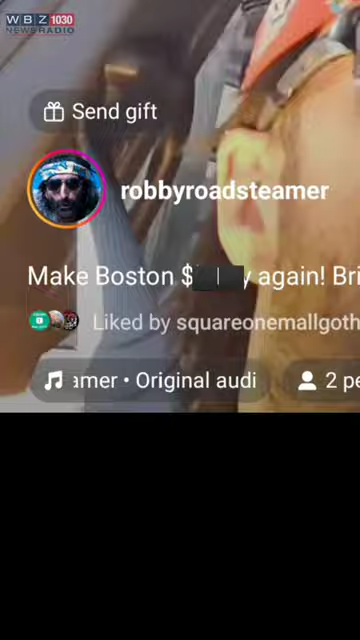 WBZ 1030
NEWSRADIO
Send gift
robbyroadsteamer
Make Boston $ y again! Bri
Liked by squareonemallgoth
amer • Original audi
2 pe